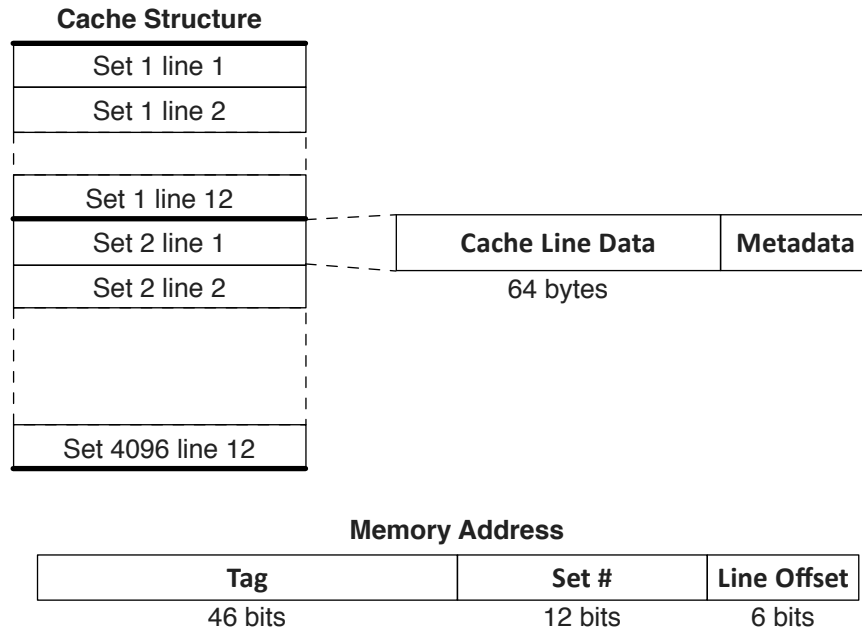 Cache Structure
Set 1 line 1
Set 1 line 2
Set 1 line 12
Set 2 line 1
Set 2 line 2
Set 4096 line 12
Cache Line Data Metadata
64 bytes
Memory Address
Tag Set # Line Offset
46 bits 12 bits 6 bits